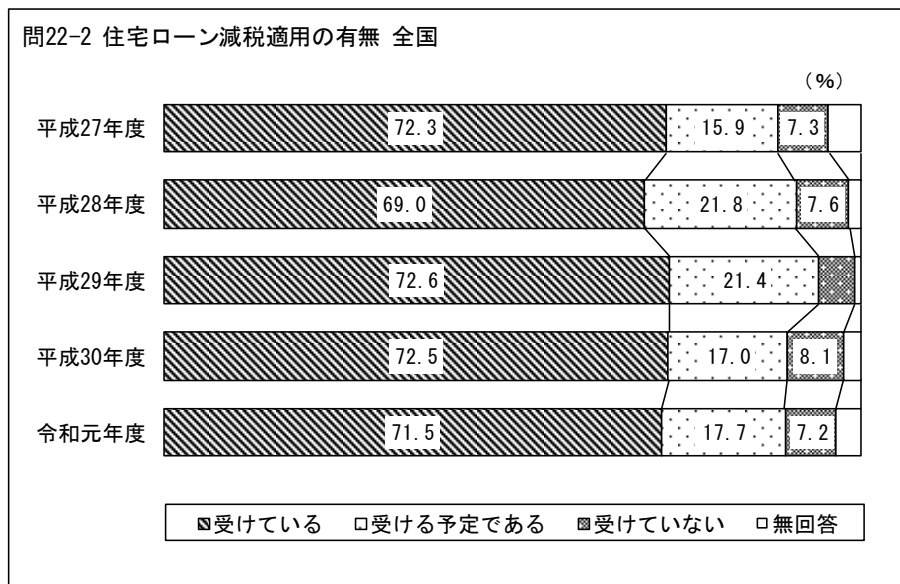 問22-2 住宅ローン減税適用の有無 全国
(%)
平成27年度 72.3 15.9 7.3
平成28年度 69.0 21.8 7.6
平成29年度 72.6 21.4
平成30年度 72.5 17.0 8.1
令和元年度 71.5 17.7 7.2
受けている 受ける予定である 受けていない 無回答